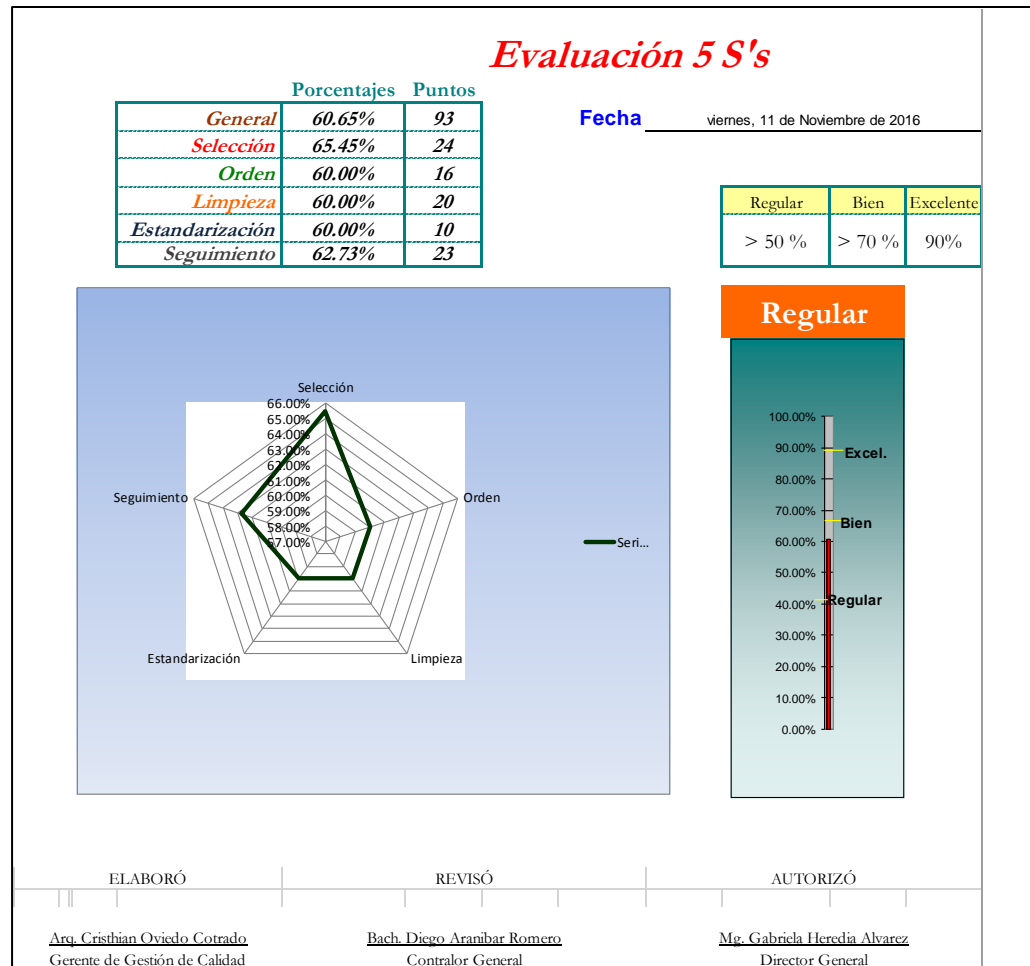 Evaluación 5 S's
Porcentajes Puntos
General 60.65% 93
Selección 65.45% 24
Orden 60.00% 16
Limpieza 60.00% 20
Estandarización 60.00% 10
Seguimiento 62.73% 23
Fecha viernes, 11 de Noviembre de 2016
Regular Bien Excelente
> 50 % > 70 % 90%
Regular
Selección
66.00%
65.00%
64.00%
63.00%
62.00%
61.00%
60.00%
59.00%
58.00%
57.00%
Seguimiento
Orden
Estandarización
Limpieza
Seri...
100.00%
90.00%
80.00%
70.00%
60.00%
50.00%
40.00%
30.00%
20.00%
10.00%
0.00%
Excel.
Bien
Regular
ELABORÓ REVISÓ AUTORIZÓ
Arq. Cristhian Oviedo Cotrado Bach. Diego Aranibar Romero Mg. Gabriela Heredia Alvarez
Gerente de Gestión de Calidad Contralor General Director General